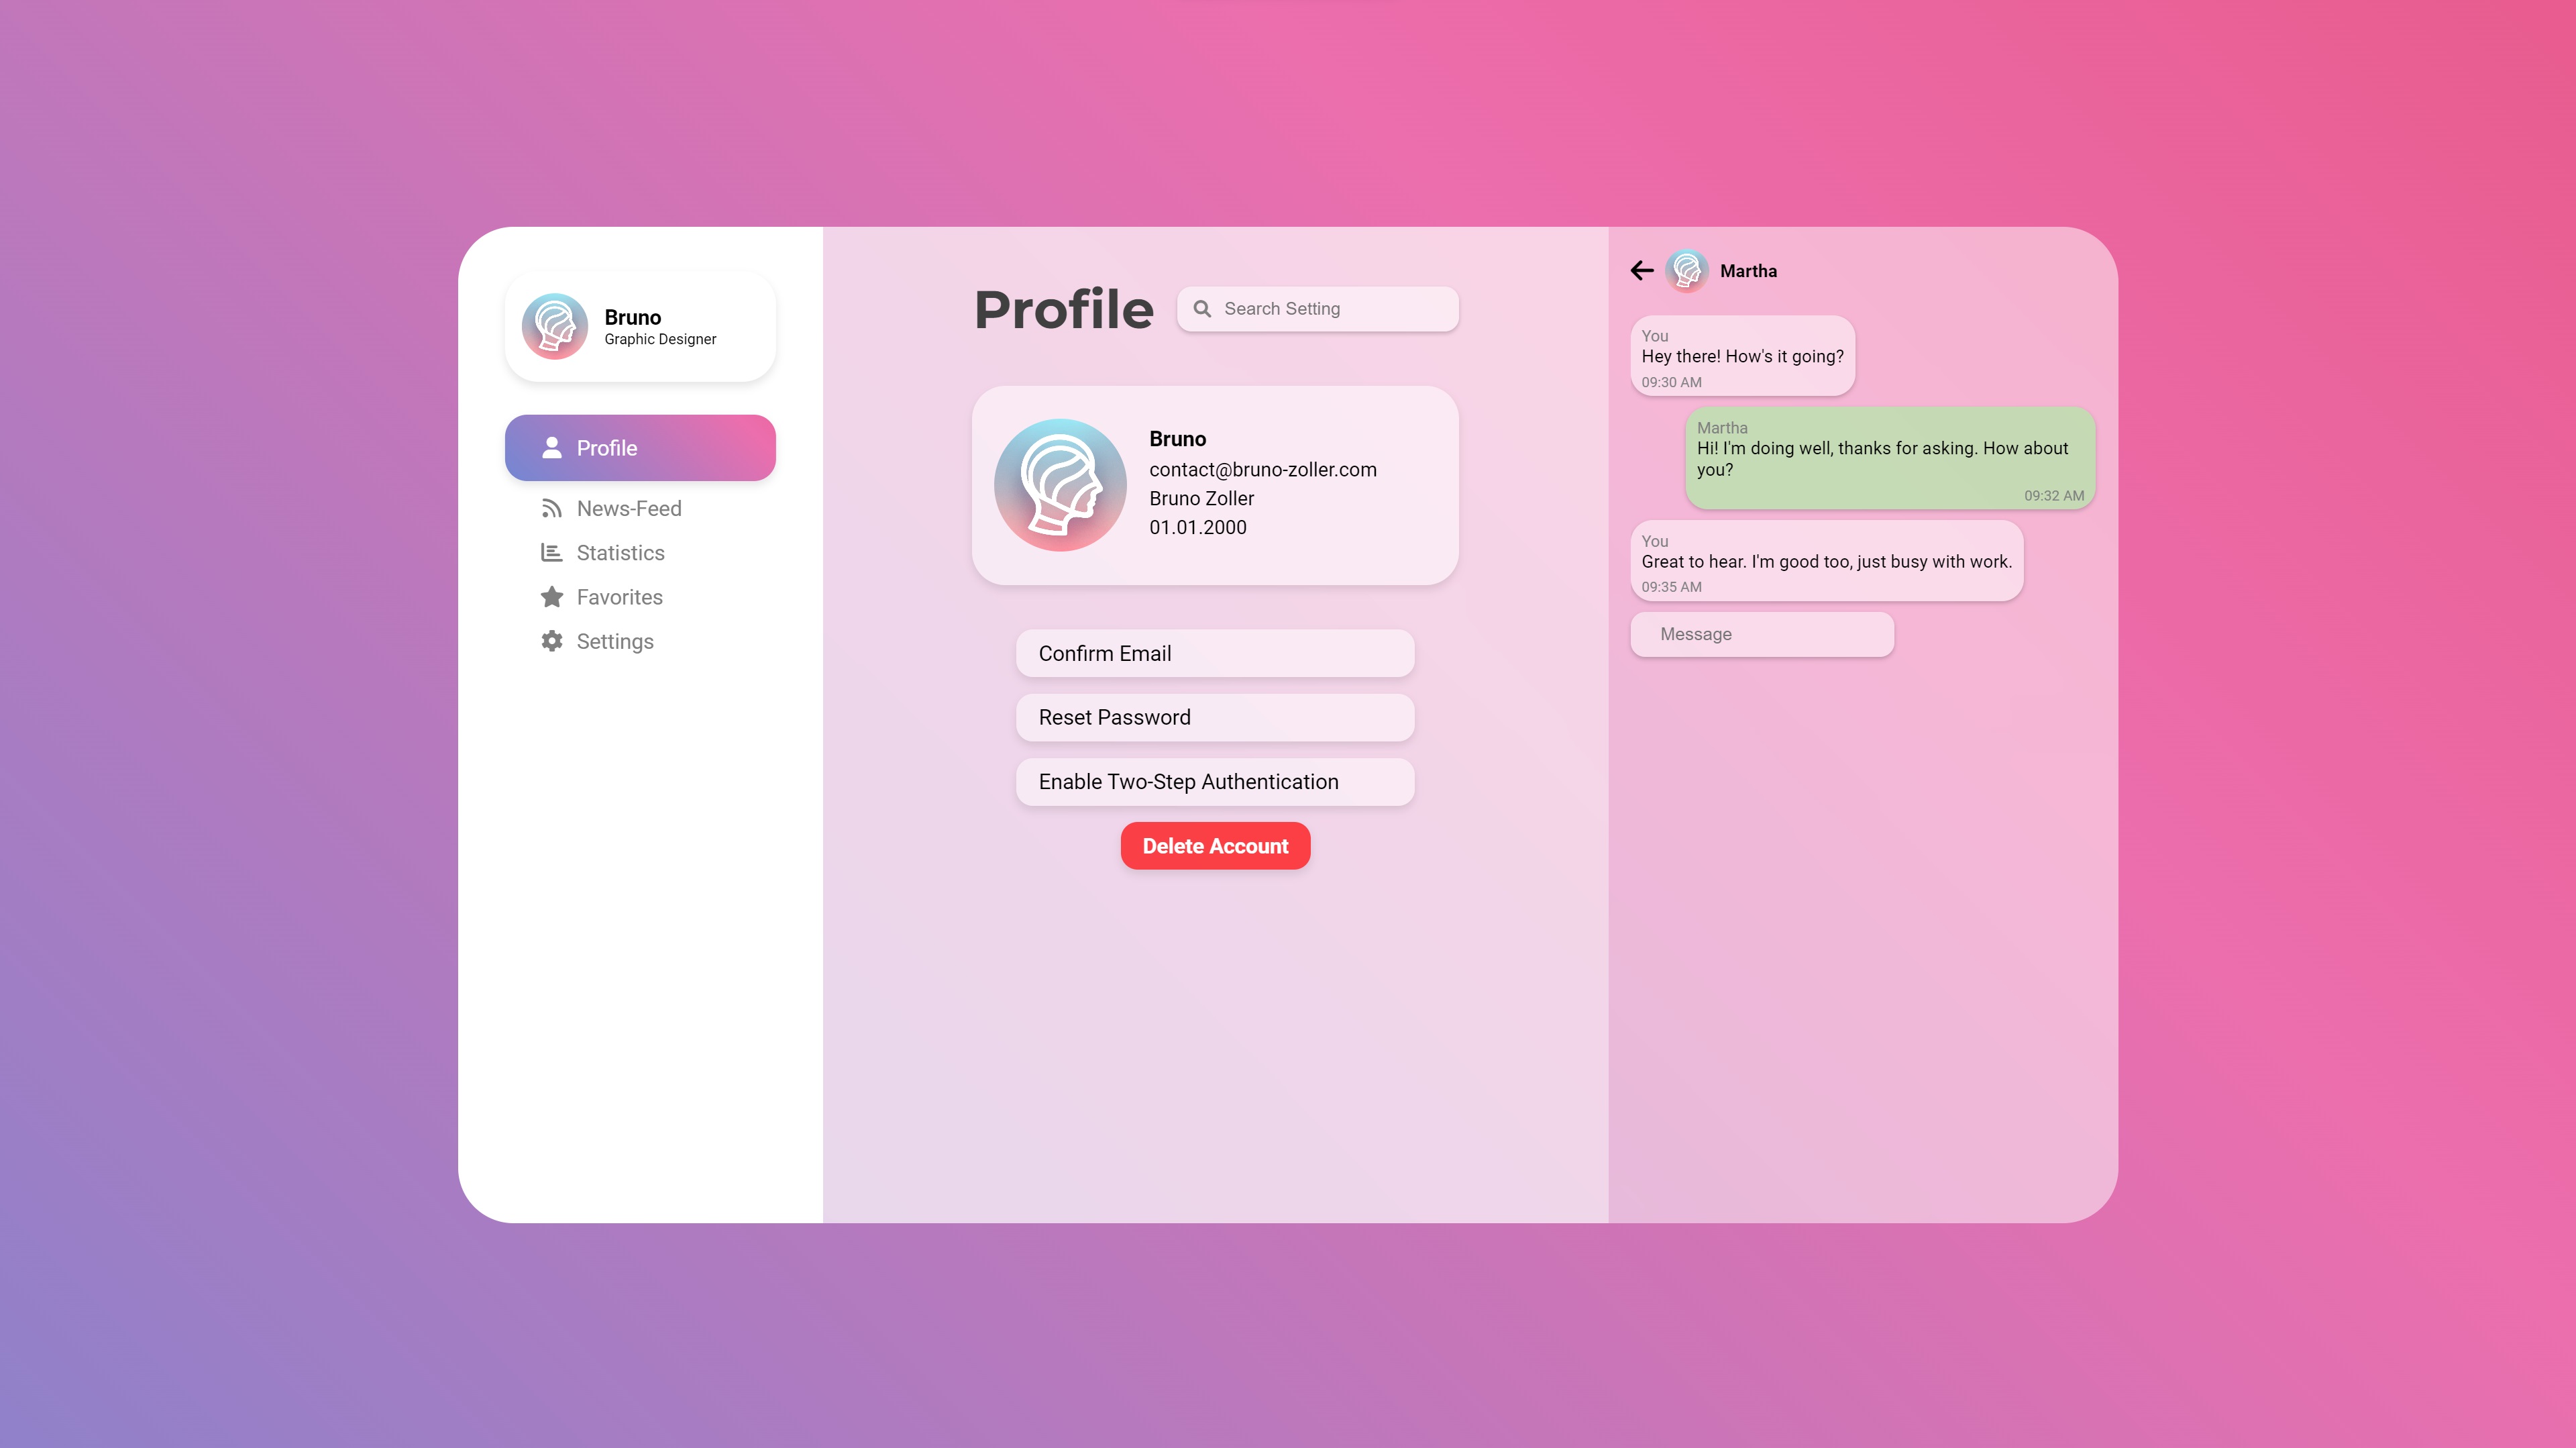 Bruno
Graphic Designer
Profile
News-Feed
Statistics
Favorites
Settings
Profile
Search Setting
Bruno
contact@bruno-zoller.com
Bruno Zoller
01.01.2000
Confirm Email
Reset Password
Enable Two-Step Authentication
Delete Account
Martha
You
Hey there! How's it going?
09:30 AM
Martha
Hi! I'm doing well, thanks for asking. How about
you?
09:32 AM
You
Great to hear. I'm good too, just busy with work.
09:35 AM
Message